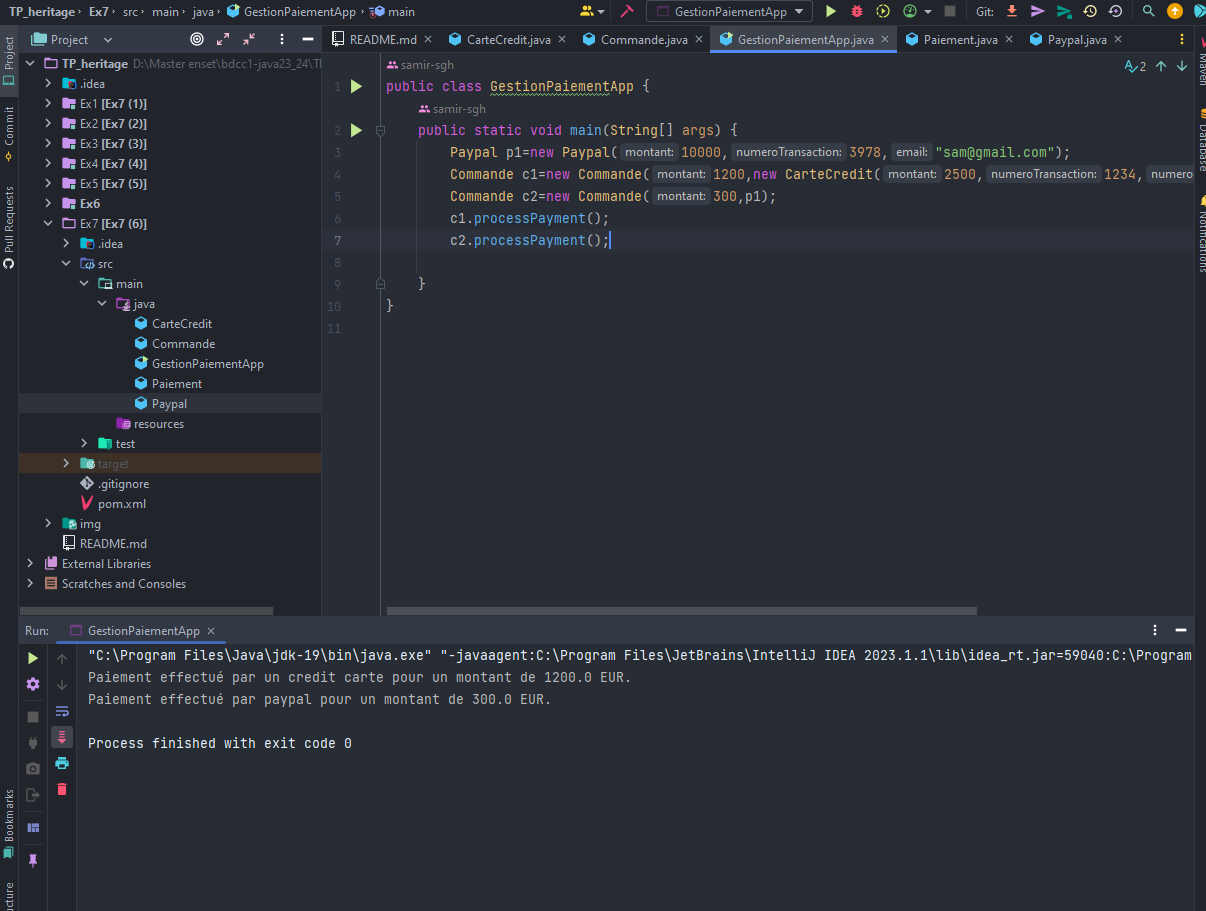 TP_heritage › Ex7 › src › main › java › GestionPaiementApp › main
GestionPaiementApp
Git:
Project
README.md
CarteCredit.java
Commande.java
GestionPaiementApp.java
Paiement.java
Paypal.java
Project
Commit
Pull Requests
Bookmarks
Maven
Database
Notifications
TP_heritage D:\Master enset\bdcc1-java23_24\T
.idea
Ex1 [Ex7 (1)]
Ex2 [Ex7 (2)]
Ex3 [Ex7 (3)]
Ex4 [Ex7 (4)]
Ex5 [Ex7 (5)]
Ex6
Ex7 [Ex7 (6)]
.idea
src
main
java
CarteCredit
Commande
GestionPaiementApp
Paiement
Paypal
resources
test
target
.gitignore
pom.xml
img
README.md
External Libraries
Scratches and Consoles
samir-sgh
2
1 public class GestionPaiementApp {
samir-sgh
2 public static void main(String[] args) {
3 Paypal p1=new Paypal( montant: 10000, numeroTransaction: 3978, email: "sam@gmail.com");
4 Commande c1=new Commande( montant: 1200,new CarteCredit( montant: 2500, numeroTransaction: 1234, numero
5 Commande c2=new Commande( montant: 300,p1);
6 c1.processPayment();
7 c2.processPayment();
8
9 }
10 }
11
Run: GestionPaiementApp
"C:\Program Files\Java\jdk-19\bin\java.exe" "-javaagent:C:\Program Files\JetBrains\IntelliJ IDEA 2023.1.1\lib\idea_rt.jar=59040:C:\Program
Paiement effectué par un credit carte pour un montant de 1200.0 EUR.
Paiement effectué par paypal pour un montant de 300.0 EUR.
Process finished with exit code 0